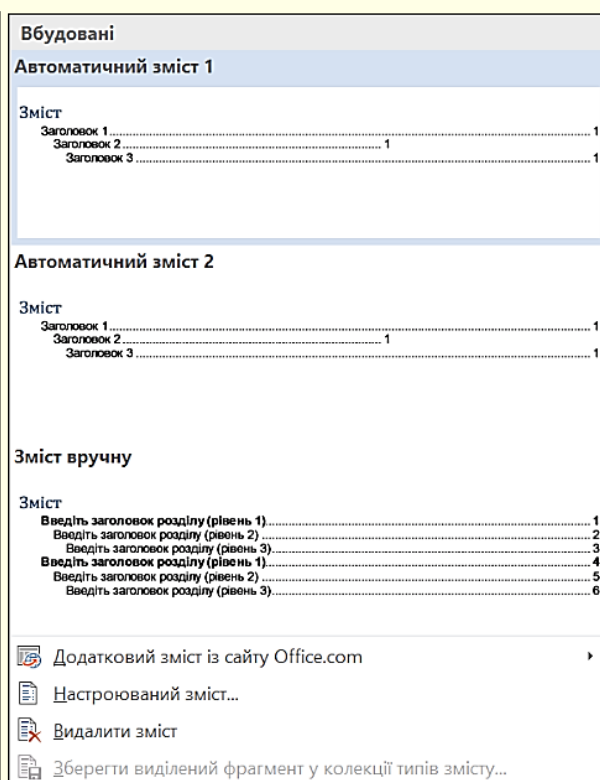 Вбудовані
Автоматичний зміст 1
Зміст
Заголовок 1 1
Заголовок 2 1
Заголовок 3 1
Автоматичний зміст 2
Зміст
Заголовок 1 1
Заголовок 2 1
Заголовок 3 1
Зміст вручну
Зміст
Введіть заголовок розділу (рівень 1) 1
Введіть заголовок розділу (рівень 2) 2
Введіть заголовок розділу (рівень 3) 3
Введіть заголовок розділу (рівень 1) 4
Введіть заголовок розділу (рівень 2) 5
Введіть заголовок розділу (рівень 3) 6
Додатковий зміст із сайту Office.com
Настроюваний зміст...
Видалити зміст
Зберегти виділений фрагмент у колекції типів змісту...